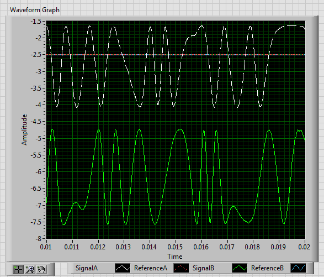 Waveform Graph
-1.5
-2
-2.5
-3
-3.5
-4
-4.5
-5
-5.5
-6
-6.5
-7
-7.5
-8
Amplitude
0.01 0.011 0.012 0.013 0.014 0.015 0.016 0.017 0.018 0.019 0.02
Time
SignalA ReferenceA SignalB ReferenceB